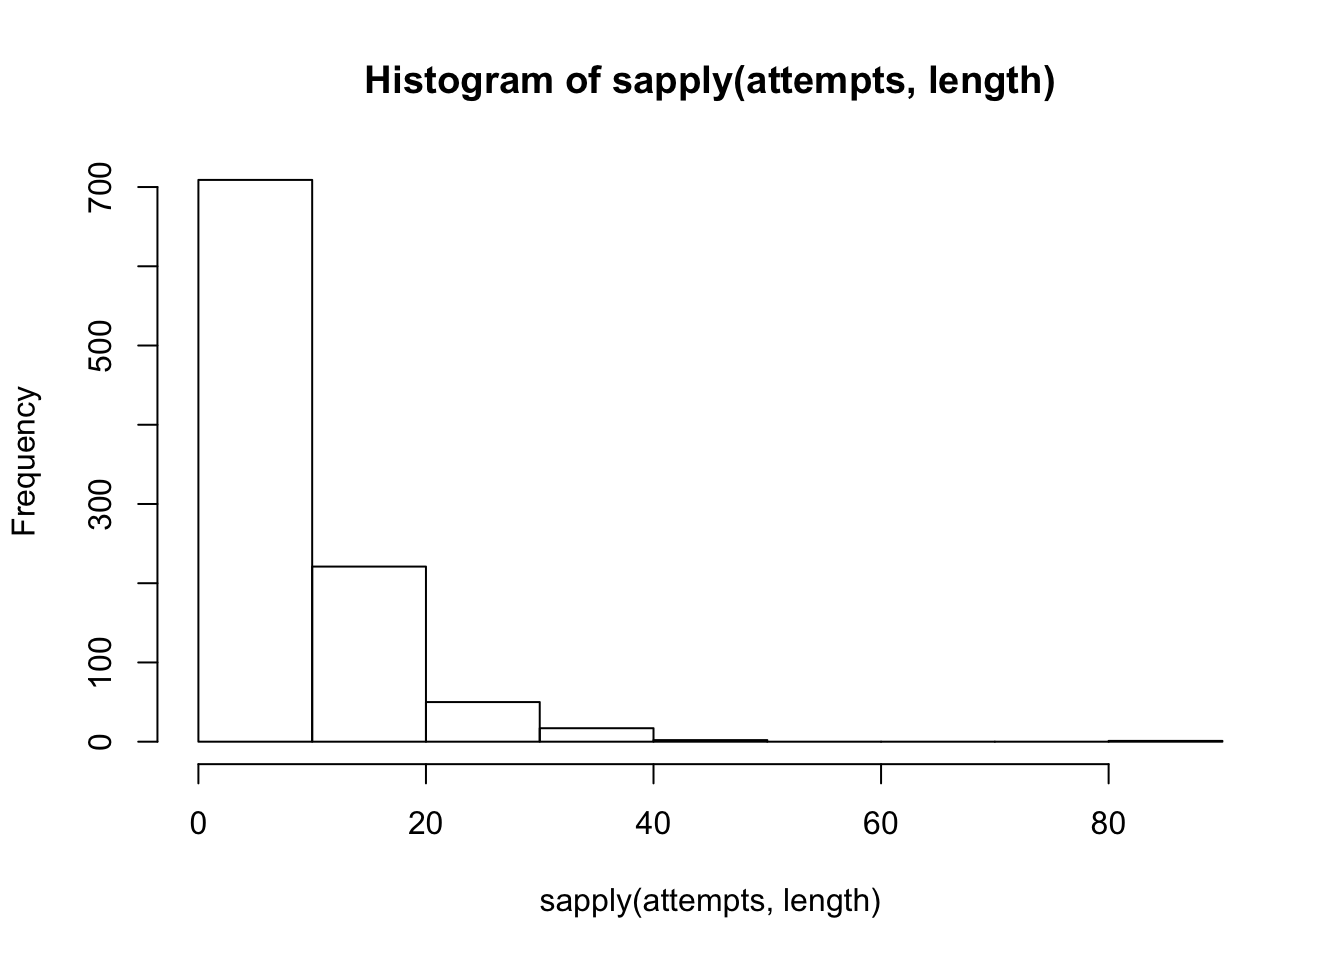 Histogram of sapply(attempts, length)
Frequency
700
500
300
100
0
0 20 40 60 80
sapply(attempts, length)